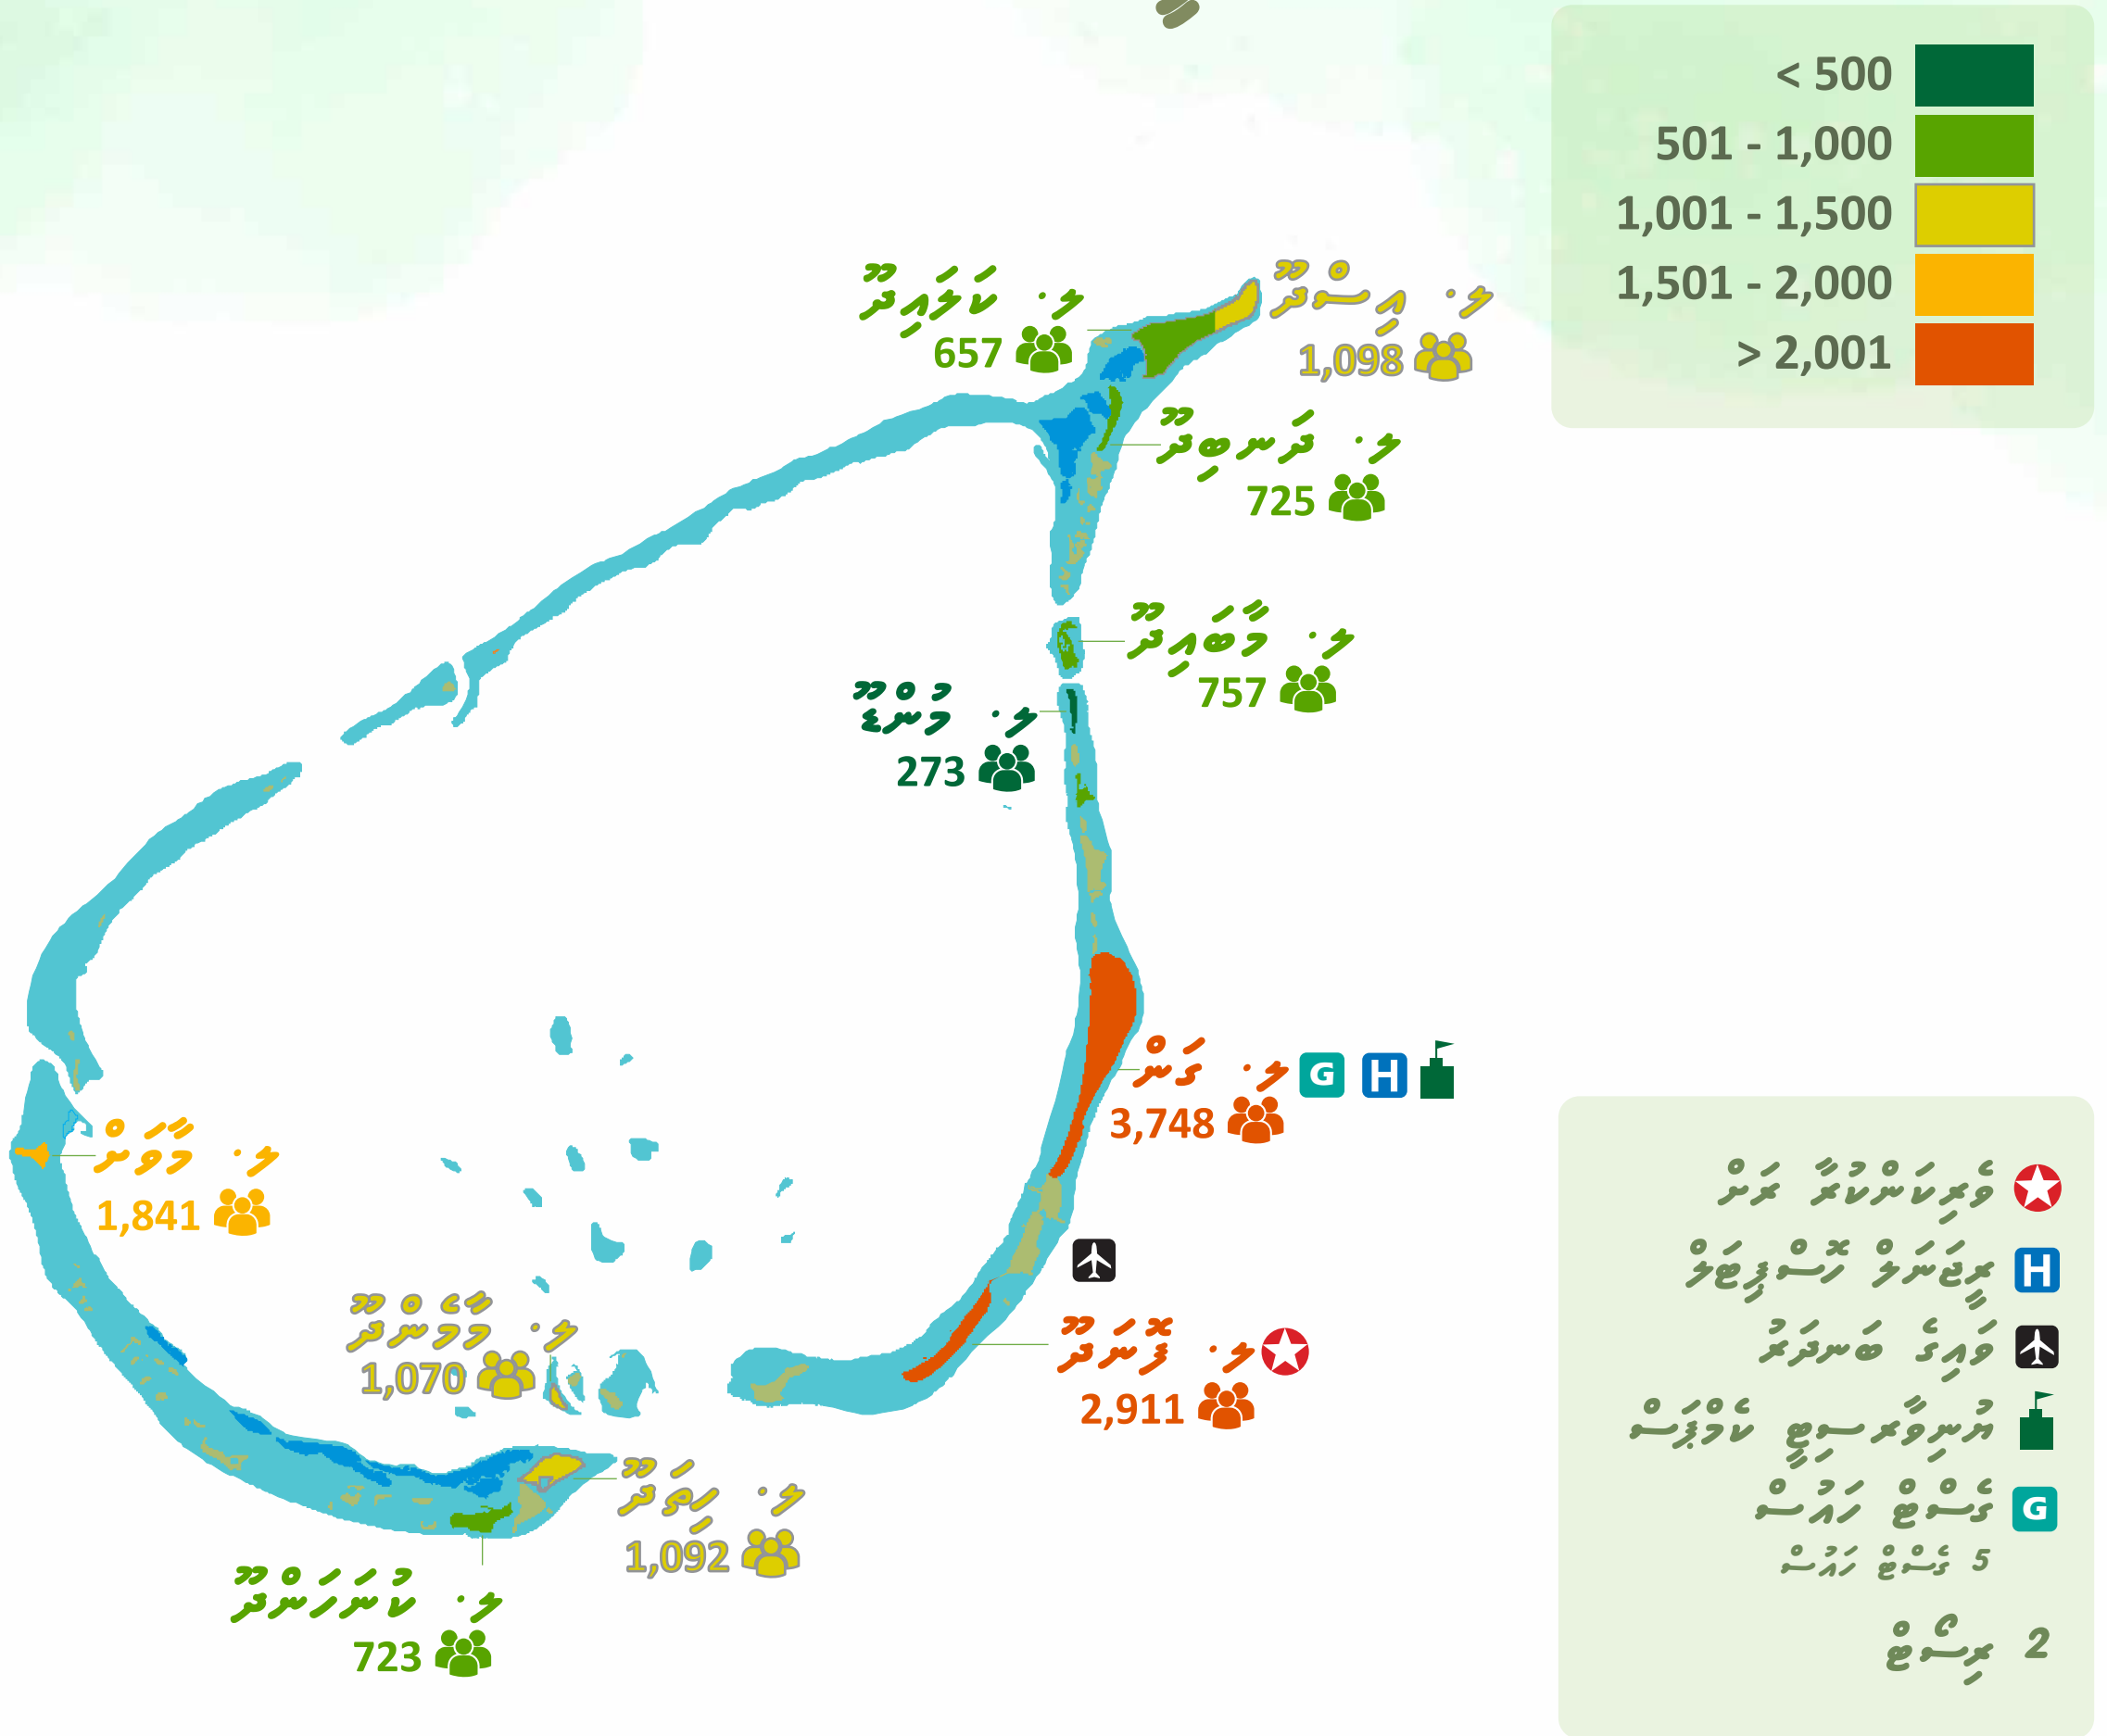 < 500
501 - 1,000
1,001 - 1,500
1,501 - 2,000
> 2,001
ލ. ކަލައިދޫ
657
ލ. އިސްދޫ
1,098
ލ. ދަނބިދޫ
725
ލ. މާބައިދޫ
757
ލ. މުންޑޫ
273
ލ. ގަން
G
H
3,748
ލ. މާވަށް
1,841
ލ. މާމެންދޫ
1,070
ލ. ފޮނަދޫ
2,911
ލ. ހިތަދޫ
1,092
ލ. ކުނަހަންދޫ
723
ވެރިކަންކުރާ ރަށް
ރީޖަނަލް ހޮސްޕިޓަލް
H
ވައިގެ ބަނދަރު
ޔުނިވާރސިޓީ ކެމްޕަސް
ގެސްޓް ހައުސް
G
5 ގެސްޓް ހައުސް
2 ރިސޯޓް